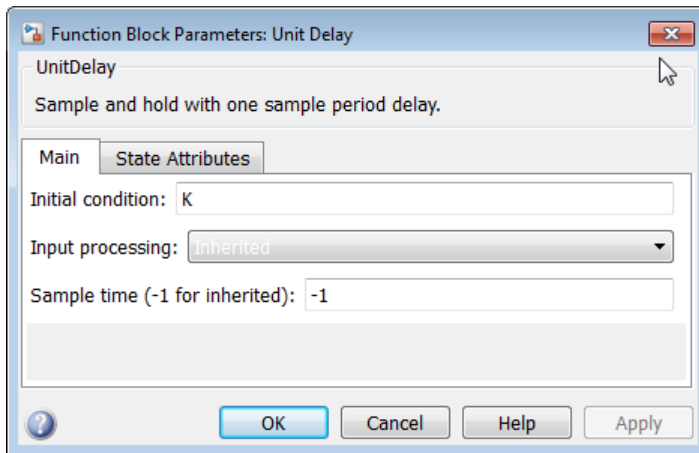 Function Block Parameters: Unit Delay
UnitDelay
Sample and hold with one sample period delay.
Main State Attributes
Initial condition: K
Input processing: Inherited
Sample time (-1 for inherited): -1
? OK Cancel Help Apply